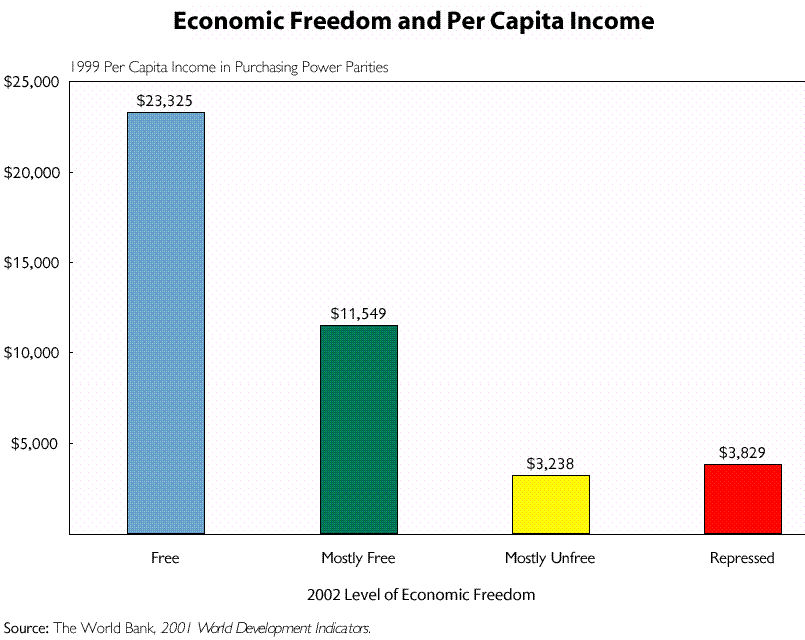 Economic Freedom and Per Capita Income
1999 Per Capita Income in Purchasing Power Parities
$25,000
$23,325
$20,000
$15,000
$11,549
$10,000
$5,000
$3,238
$3,829
Free
Mostly Free
Mostly Unfree
Repressed
2002 Level of Economic Freedom
Source: The World Bank, 2001 World Development Indicators.